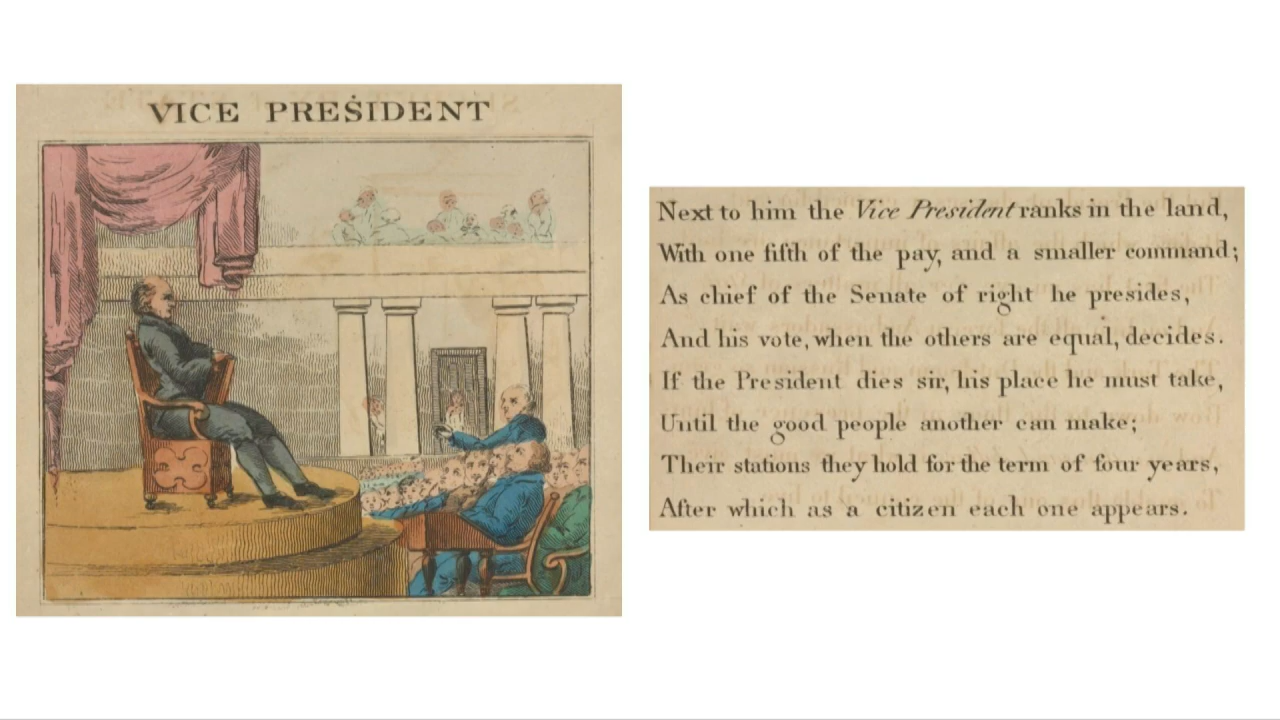 VICE PRESIDENT
Next to him the Vice President ranks in the land,
With one fifth of the pay, and a smaller command;
As chief of the Senate of right he presides,
And his vote, when the others are equal, decides.
If the President dies sir, his place he must take,
Until the good people another can make;
Their stations they hold for the term of four years,
After which as a citizen each one appears.